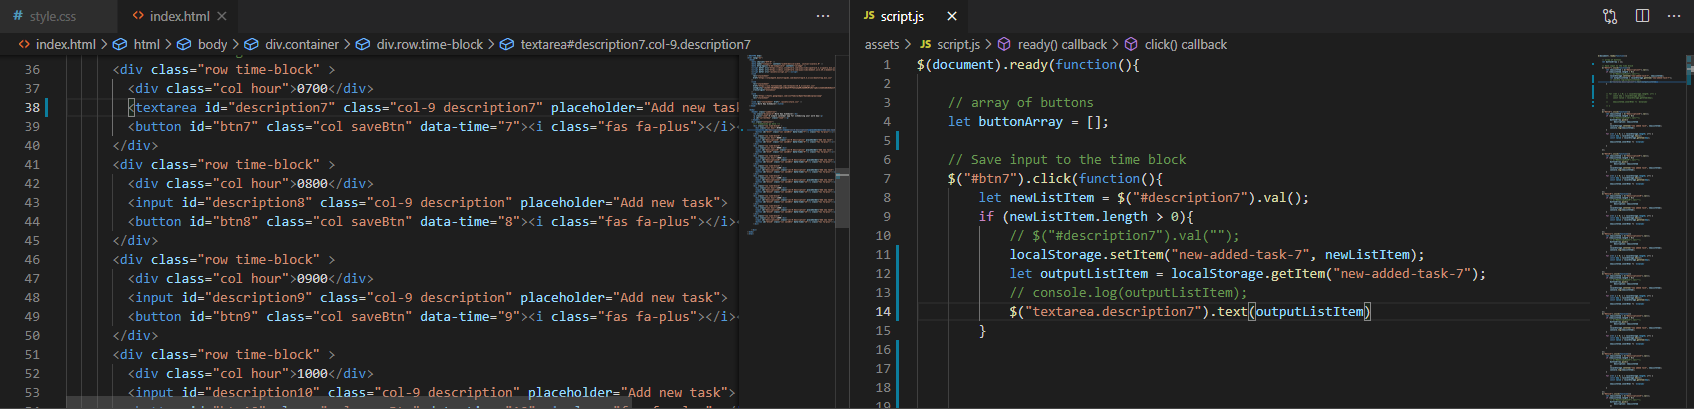 style.css
index.html
index.html > html > body > div.container > div.row.time-block > textarea#description7.col-9.description7
36 <div class="row time-block" >
37 <div class="col hour">0700</div>
38 <textarea id="description7" class="col-9 description7" placeholder="Add new task
39 <button id="btn7" class="col saveBtn" data-time="7"><i class="fas fa-plus"></i><
40 </div>
41 <div class="row time-block" >
42 <div class="col hour">0800</div>
43 <input id="description8" class="col-9 description" placeholder="Add new task">
44 <button id="btn8" class="col saveBtn" data-time="8"><i class="fas fa-plus"></i><
45 </div>
46 <div class="row time-block" >
47 <div class="col hour">0900</div>
48 <input id="description9" class="col-9 description" placeholder="Add new task">
49 <button id="btn9" class="col saveBtn" data-time="9"><i class="fas fa-plus"></i><
50 </div>
51 <div class="row time-block" >
52 <div class="col hour">1000</div>
53 <input id="description10" class="col-9 description" placeholder="Add new task">
JS script.js
assets > JS script.js > ready() callback > click() callback
1 $(document).ready(function(){
2
3 // array of buttons
4 let buttonArray = [];
5
6 // Save input to the time block
7 $("#btn7").click(function(){
8 let newListItem = $("#description7").val();
9 if (newListItem.length > 0){
10 // $("#description7").val("");
11 localStorage.setItem("new-added-task-7", newListItem);
12 let outputListItem = localStorage.getItem("new-added-task-7");
13 // console.log(outputListItem);
14 $("textarea.description7").text(outputListItem)
15 }
16
17
18
19